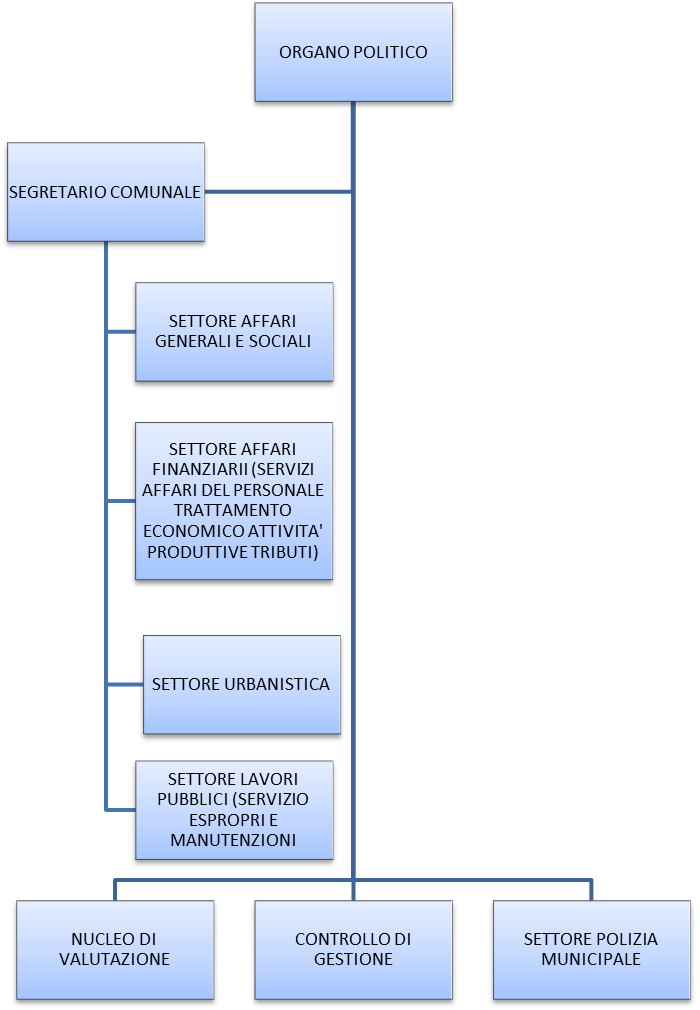 ORGANO POLITICO
SEGRETARIO COMUNALE
SETTORE AFFARI
GENERALI E SOCIALI
SETTORE AFFARI
FINANZIARII (SERVIZI
AFFARI DEL PERSONALE
TRATTAMENTO
ECONOMICO ATTIVITA'
PRODUTTIVE TRIBUTI)
SETTORE URBANISTICA
SETTORE LAVORI
PUBBLICI (SERVIZIO
ESPROPRI E
MANUTENZIONI
NUCLEO DI
VALUTAZIONE
CONTROLLO DI
GESTIONE
SETTORE POLIZIA
MUNICIPALE